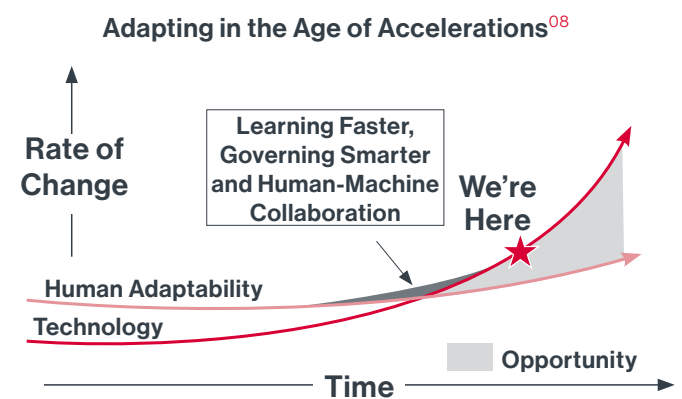 Adapting in the Age of Accelerations08
Rate of
Change
Learning Faster,
Governing Smarter
and Human-Machine
Collaboration
We're
Here
Human Adaptability
Technology
Opportunity
Time